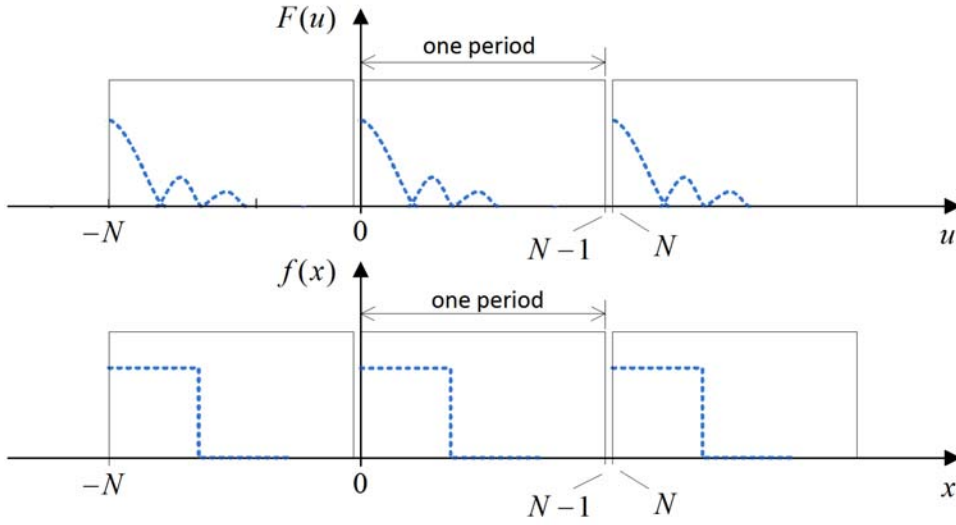 F(u)
one period
−N
0
N−1
N
u
f(x)
one period
−N
0
N−1
N
x